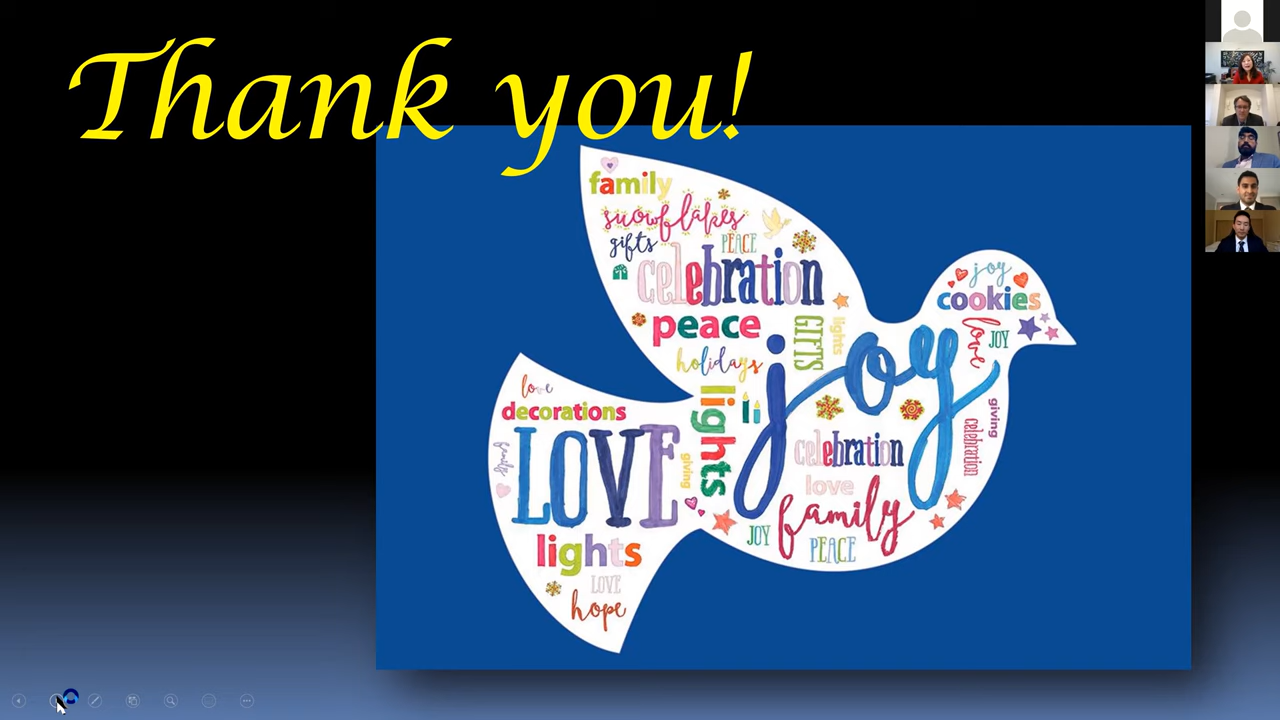 Thank you!
family
snowflakes
gifts
PEACE
celebration
peace
holidays
GIFTS
lights
joy
cookies
love
JOY
joy
lights
giving
celebration
love
decorations
family
LOVE
giving
celebration
love
family
JOY
PEACE
lights
LOVE
hope